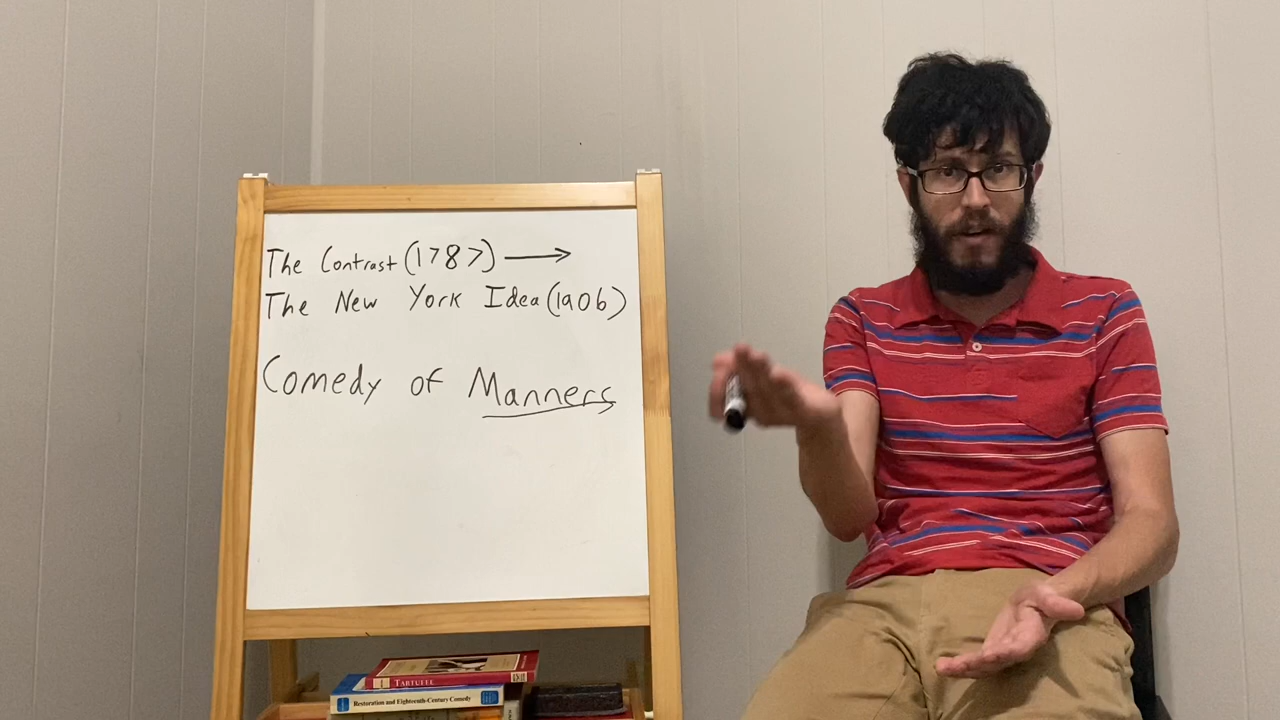 The Contrast (1787) →
The New York Idea (1906)
Comedy of Manners
TARTUFFE
Restoration and Eighteenth-Century Comedy